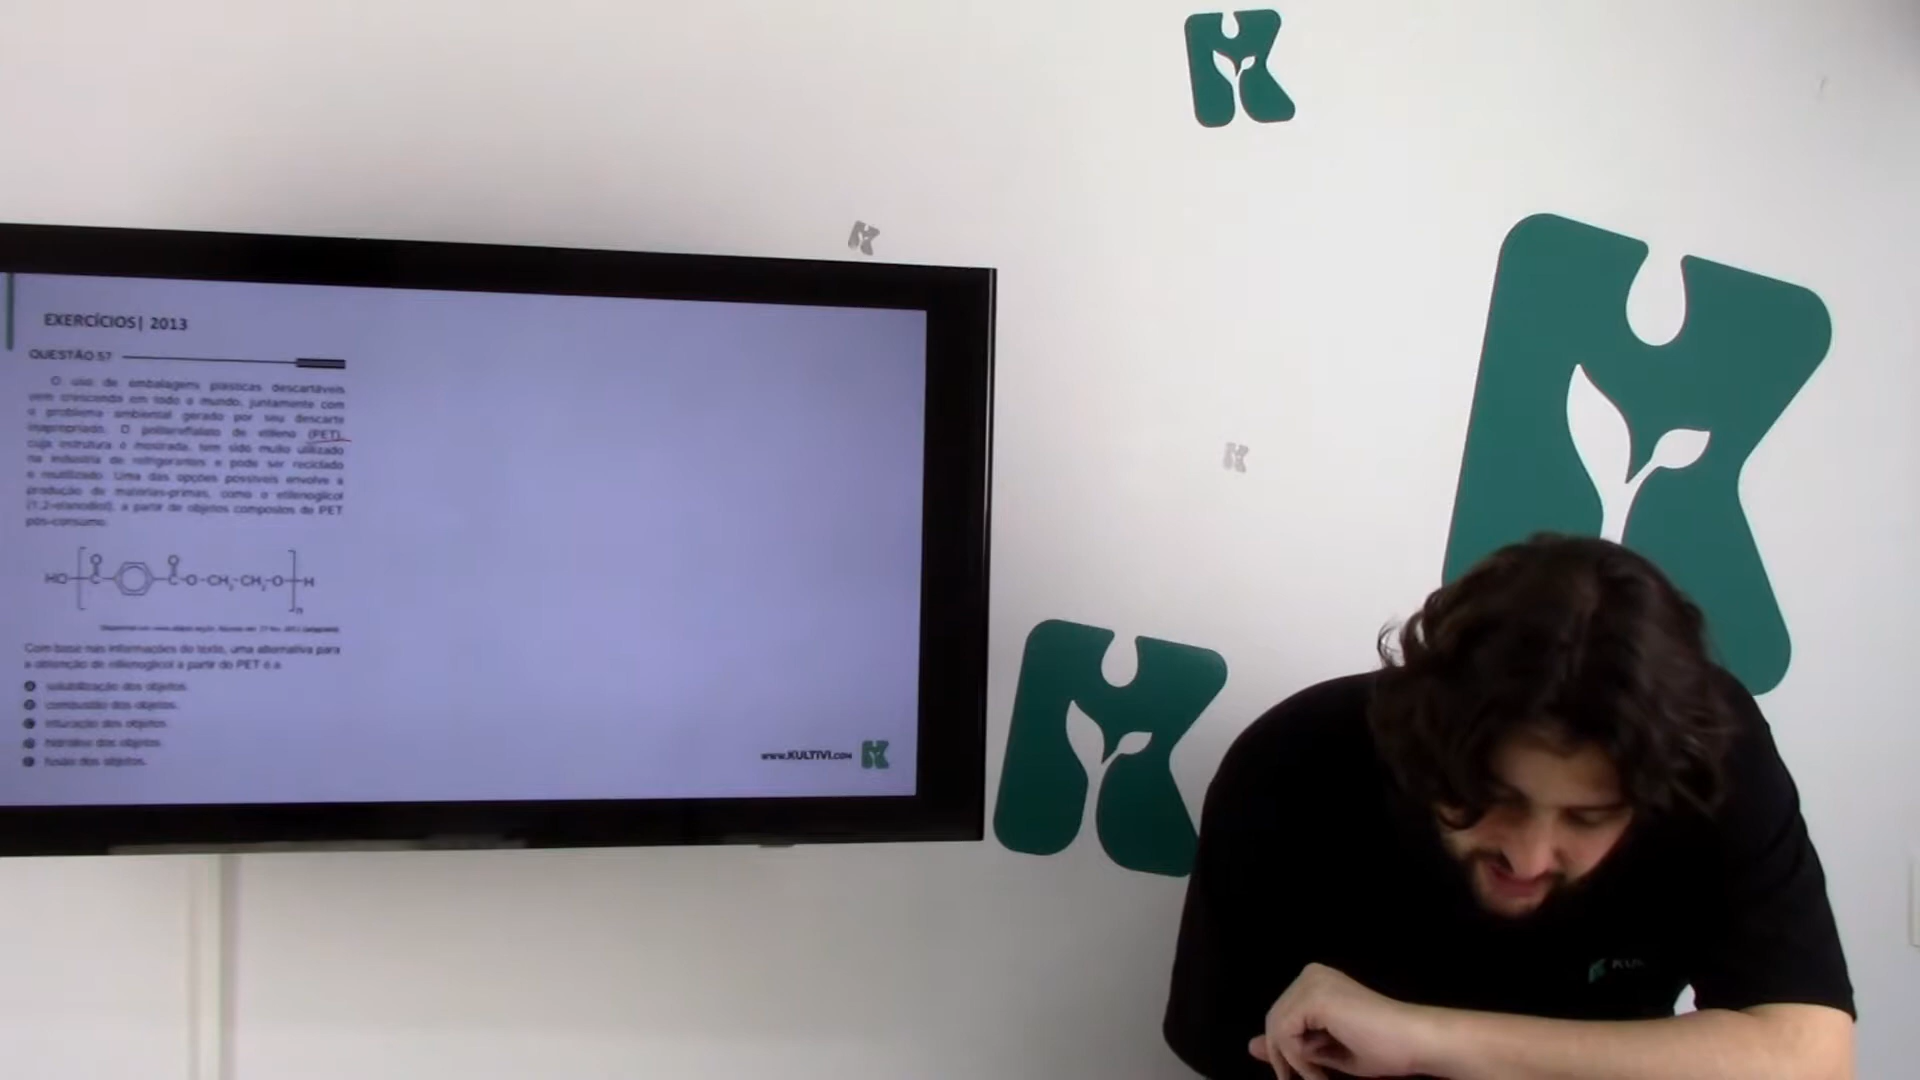 EXERCÍCIOS| 2013
QUESTÃO 57
O uso de embalagens plásticas descartáveis
vem crescendo em todo o mundo, juntamente com
o problema ambiental gerado por seu descarte
inapropriado. O politereftalato de etileno (PET),
cuja estrutura é mostrada, tem sido muito utilizado
na indústria de refrigerantes e pode ser reciclado
e reutilizado. Uma das opções possíveis envolve a
produção de matérias-primas, como o etilenoglicol
(1,2-etanodiol), a partir de objetos compostos de PET
pós-consumo.
O O
HO C C-O-CH2-CH2-O H
n
Com base nas informações do texto, uma alternativa para
a obtenção de etilenoglicol a partir do PET é a
A solubilização dos objetos.
B combustão dos objetos.
C trituração dos objetos.
D hidrólise dos objetos.
E fusão dos objetos.
WWW.KULTIVI.COM